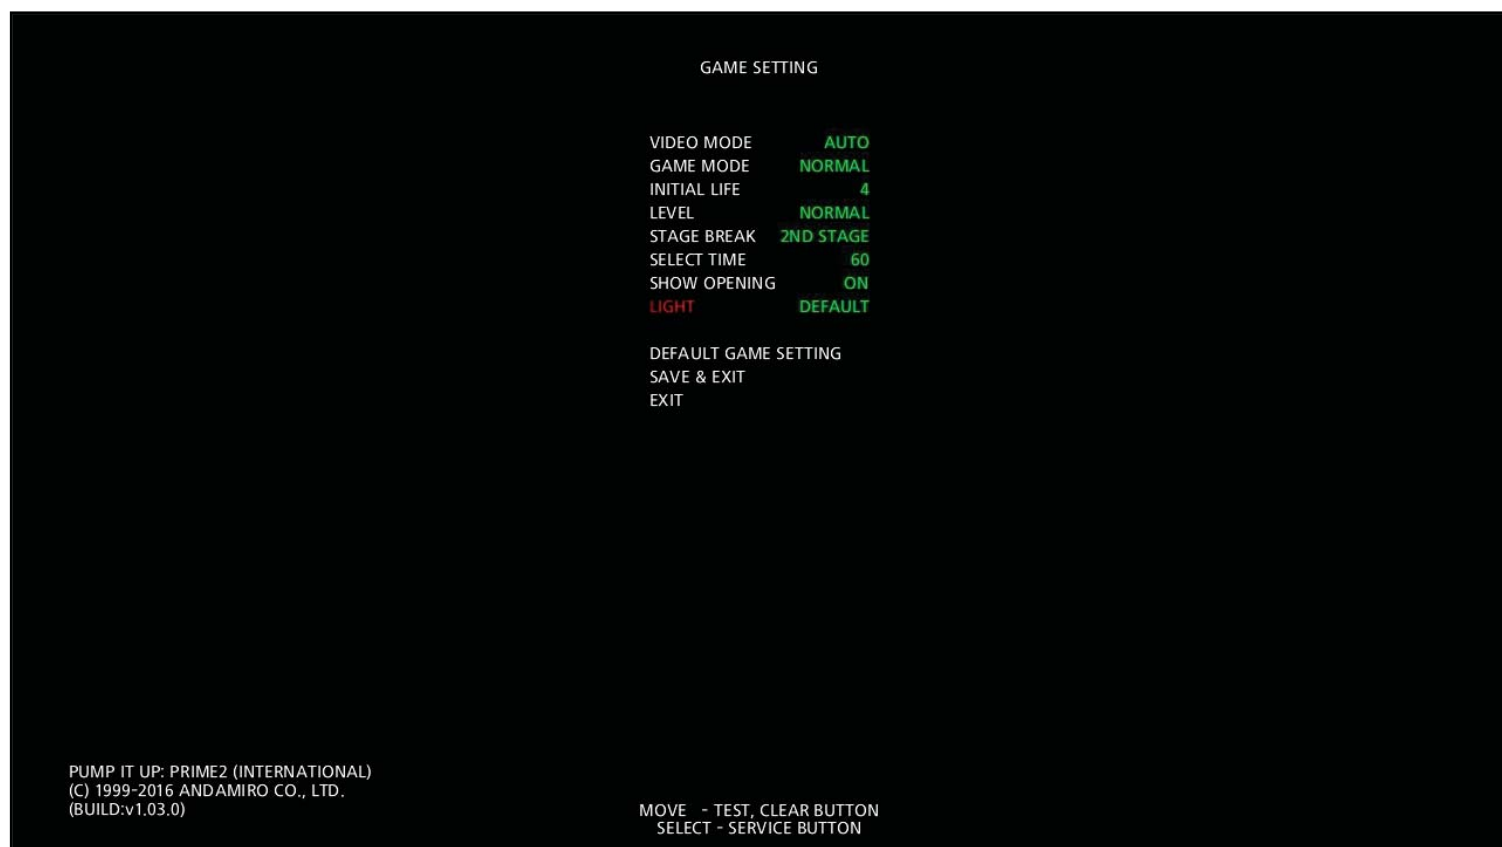 GAME SETTING
VIDEO MODE AUTO
GAME MODE NORMAL
INITIAL LIFE 4
LEVEL NORMAL
STAGE BREAK 2ND STAGE
SELECT TIME 60
SHOW OPENING ON
LIGHT DEFAULT
DEFAULT GAME SETTING
SAVE & EXIT
EXIT
PUMP IT UP: PRIME2 (INTERNATIONAL)
(C) 1999-2016 ANDAMIRO CO., LTD.
(BUILD:v1.03.0)
MOVE - TEST, CLEAR BUTTON
SELECT - SERVICE BUTTON